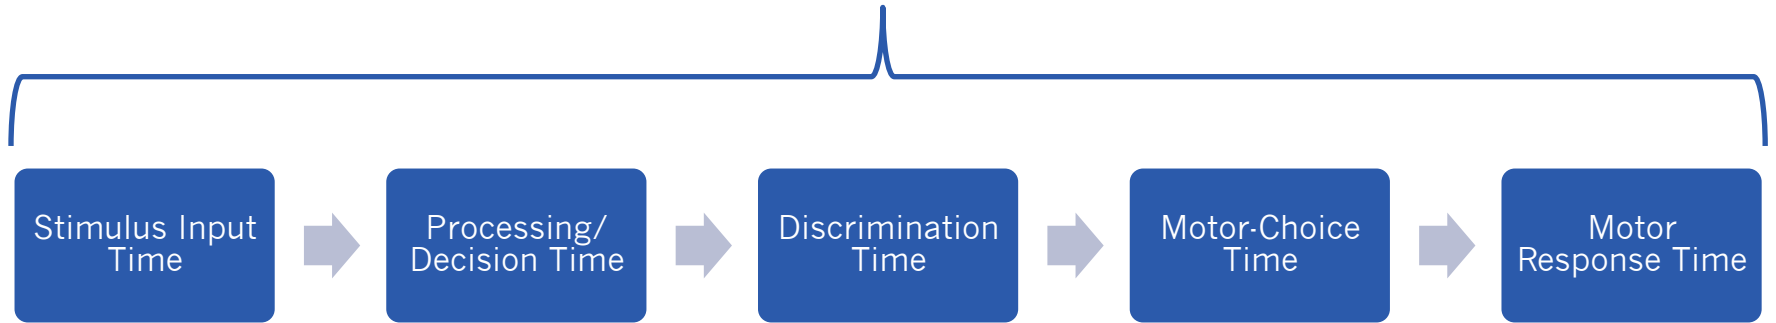 Stimulus Input
Time
Processing/
Decision Time
Discrimination
Time
Motor-Choice
Time
Motor
Response Time